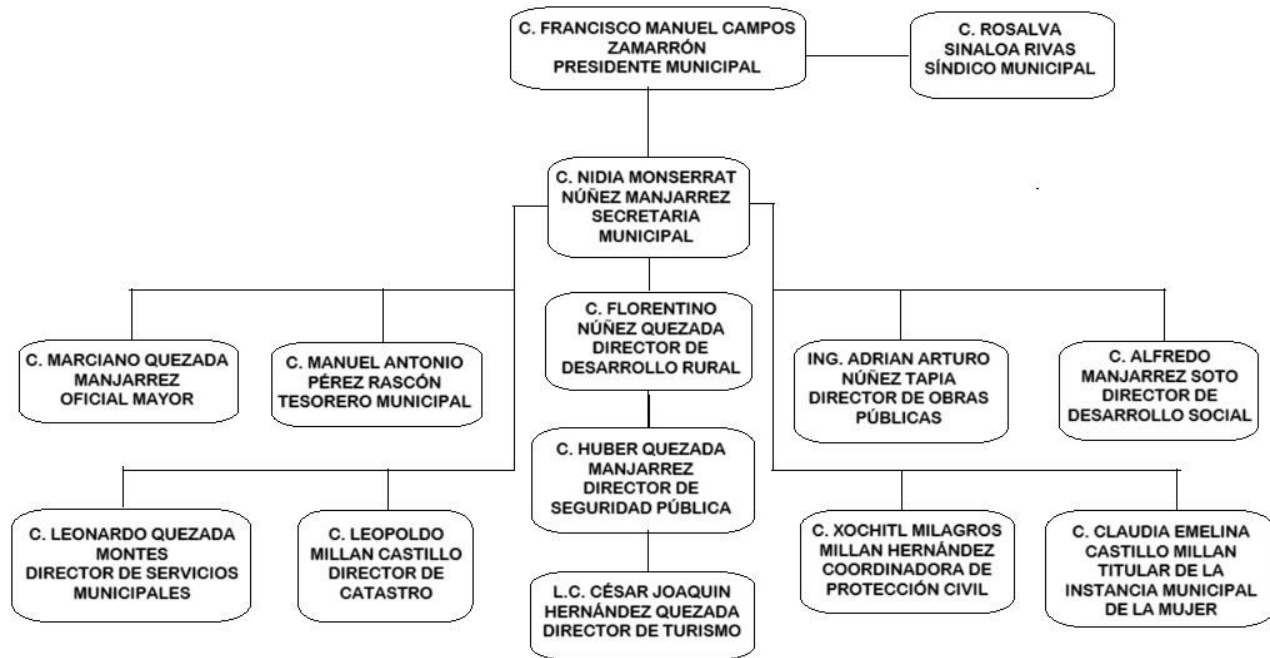 C. FRANCISCO MANUEL CAMPOS
ZAMARRÓN
PRESIDENTE MUNICIPAL
C. ROSALVA
SINALOA RIVAS
SÍNDICO MUNICIPAL
C. NIDIA MONSERRAT
NÚÑEZ MANJARREZ
SECRETARIA
MUNICIPAL
C. MARCIANO QUEZADA
MANJARREZ
OFICIAL MAYOR
C. MANUEL ANTONIO
PÉREZ RASCÓN
TESORERO MUNICIPAL
C. FLORENTINO
NÚÑEZ QUEZADA
DIRECTOR DE
DESARROLLO RURAL
ING. ADRIAN ARTURO
NÚÑEZ TAPIA
DIRECTOR DE OBRAS
PÚBLICAS
C. ALFREDO
MANJARREZ SOTO
DIRECTOR DE
DESARROLLO SOCIAL
C. HUBER QUEZADA
MANJARREZ
DIRECTOR DE
SEGURIDAD PÚBLICA
C. LEONARDO QUEZADA
MONTES
DIRECTOR DE SERVICIOS
MUNICIPALES
C. LEOPOLDO
MILLAN CASTILLO
DIRECTOR DE
CATASTRO
L.C. CÉSAR JOAQUIN
HERNÁNDEZ QUEZADA
DIRECTOR DE TURISMO
C. XOCHITL MILAGROS
MILLAN HERNÁNDEZ
COORDINADORA DE
PROTECCIÓN CIVIL
C. CLAUDIA EMELINA
CASTILLO MILLAN
TITULAR DE LA
INSTANCIA MUNICIPAL
DE LA MUJER